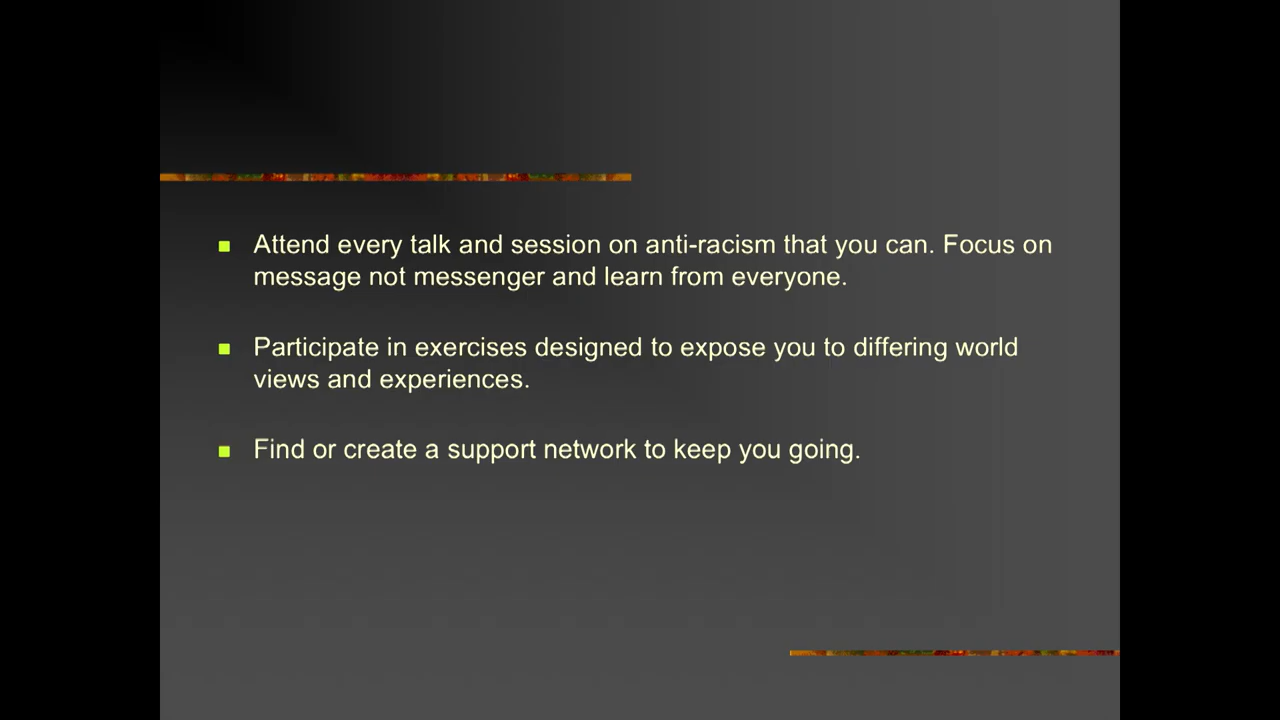 Attend every talk and session on anti-racism that you can. Focus on
message not messenger and learn from everyone.
Participate in exercises designed to expose you to differing world
views and experiences.
Find or create a support network to keep you going.